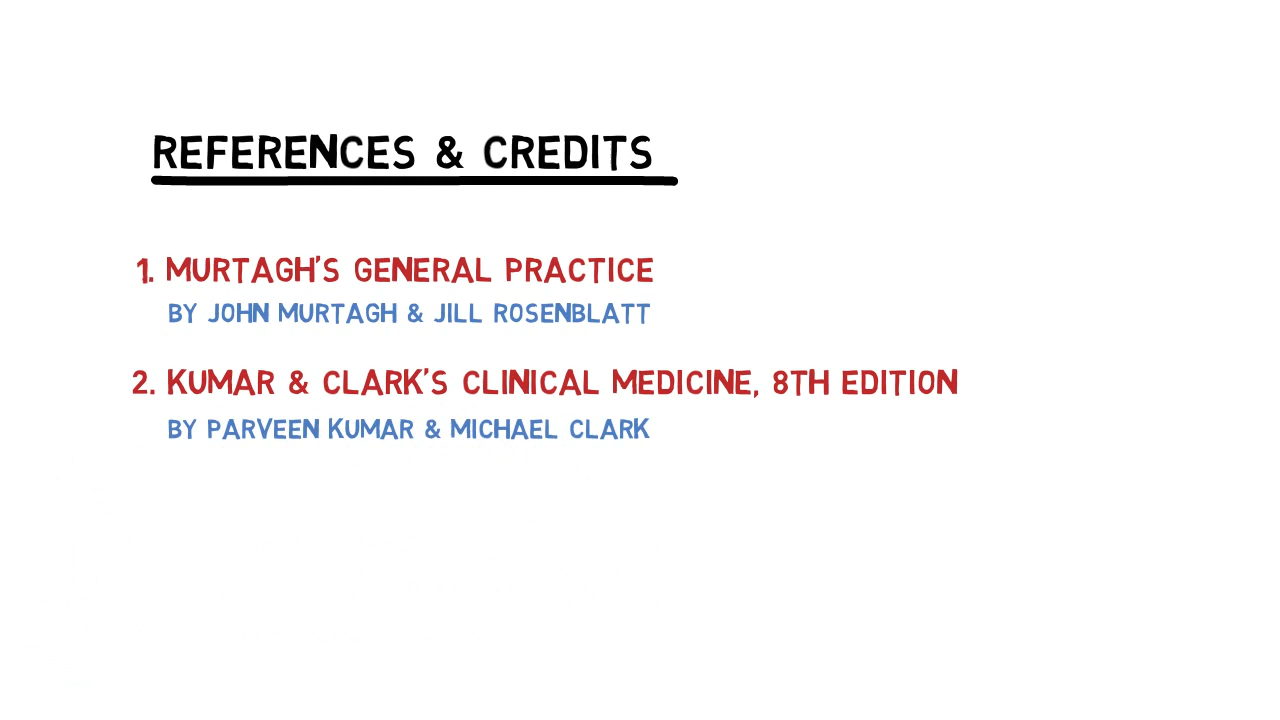 REFERENCES & CREDITS
1. MURTAGH'S GENERAL PRACTICE
BY JOHN MURTAGH & JILL ROSENBLATT
2. KUMAR & CLARK'S CLINICAL MEDICINE, 8TH EDITION
BY PARVEEN KUMAR & MICHAEL CLARK